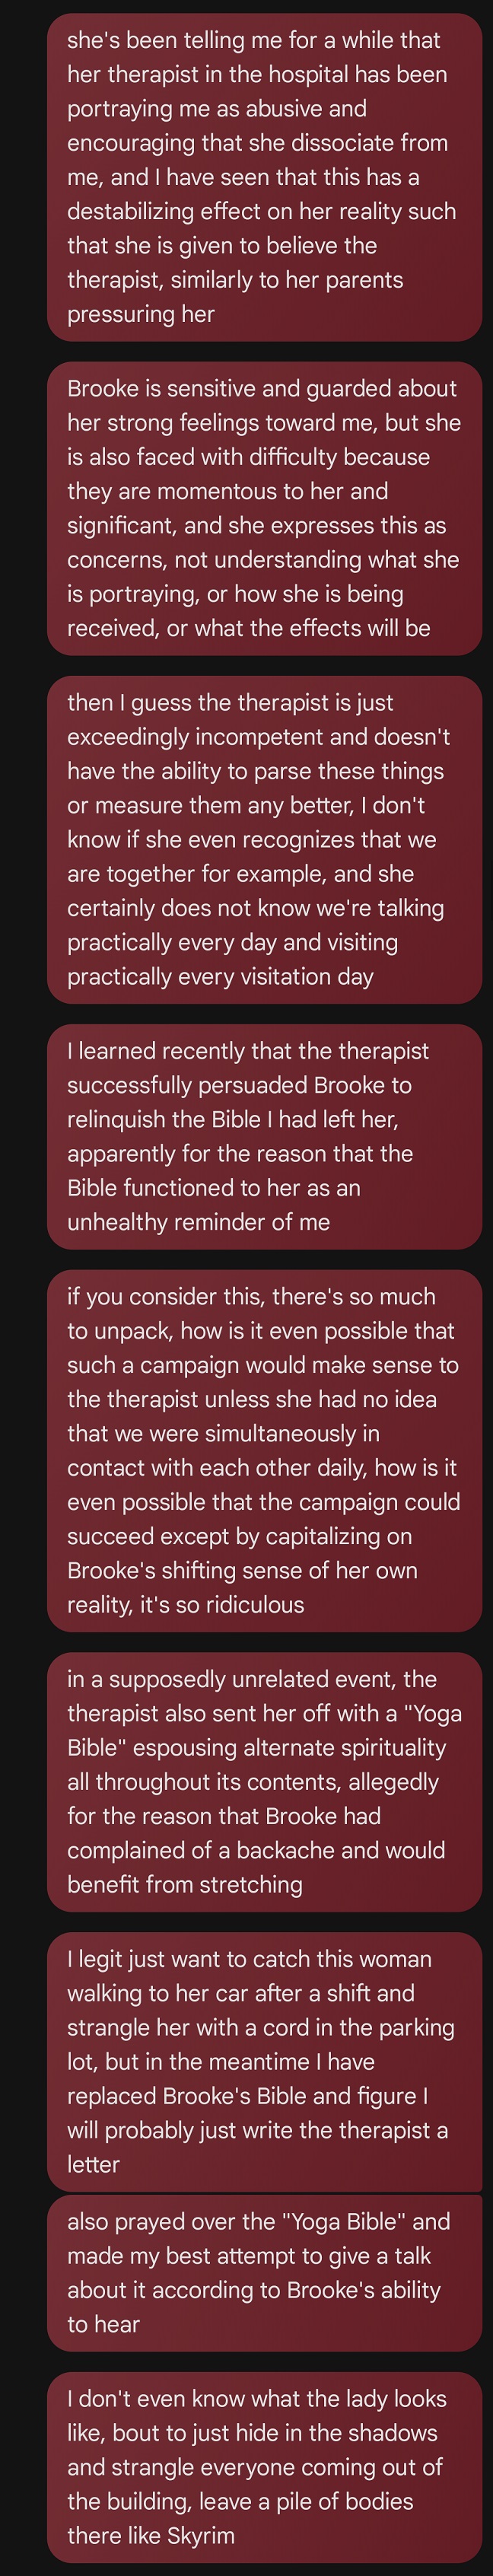 she's been telling me for a while that
her therapist in the hospital has been
portraying me as abusive and
encouraging that she dissociate from
me, and I have seen that this has a
destabilizing effect on her reality such
that she is given to believe the
therapist, similarly to her parents
pressuring her
Brooke is sensitive and guarded about
her strong feelings toward me, but she
is also faced with difficulty because
they are momentous to her and
significant, and she expresses this as
concerns, not understanding what she
is portraying, or how she is being
received, or what the effects will be
then I guess the therapist is just
exceedingly incompetent and doesn't
have the ability to parse these things
or measure them any better, I don't
know if she even recognizes that we
are together for example, and she
certainly does not know we're talking
practically every day and visiting
practically every visitation day
I learned recently that the therapist
successfully persuaded Brooke to
relinquish the Bible I had left her,
apparently for the reason that the
Bible functioned to her as an
unhealthy reminder of me
if you consider this, there's so much
to unpack, how is it even possible that
such a campaign would make sense to
the therapist unless she had no idea
that we were simultaneously in
contact with each other daily, how is it
even possible that the campaign could
succeed except by capitalizing on
Brooke's shifting sense of her own
reality, it's so ridiculous
in a supposedly unrelated event, the
therapist also sent her off with a "Yoga
Bible" espousing alternate spirituality
all throughout its contents, allegedly
for the reason that Brooke had
complained of a backache and would
benefit from stretching
I legit just want to catch this woman
walking to her car after a shift and
strangle her with a cord in the parking
lot, but in the meantime I have
replaced Brooke's Bible and figure I
will probably just write the therapist a
letter
also prayed over the "Yoga Bible" and
made my best attempt to give a talk
about it according to Brooke's ability
to hear
I don't even know what the lady looks
like, bout to just hide in the shadows
and strangle everyone coming out of
the building, leave a pile of bodies
there like Skyrim